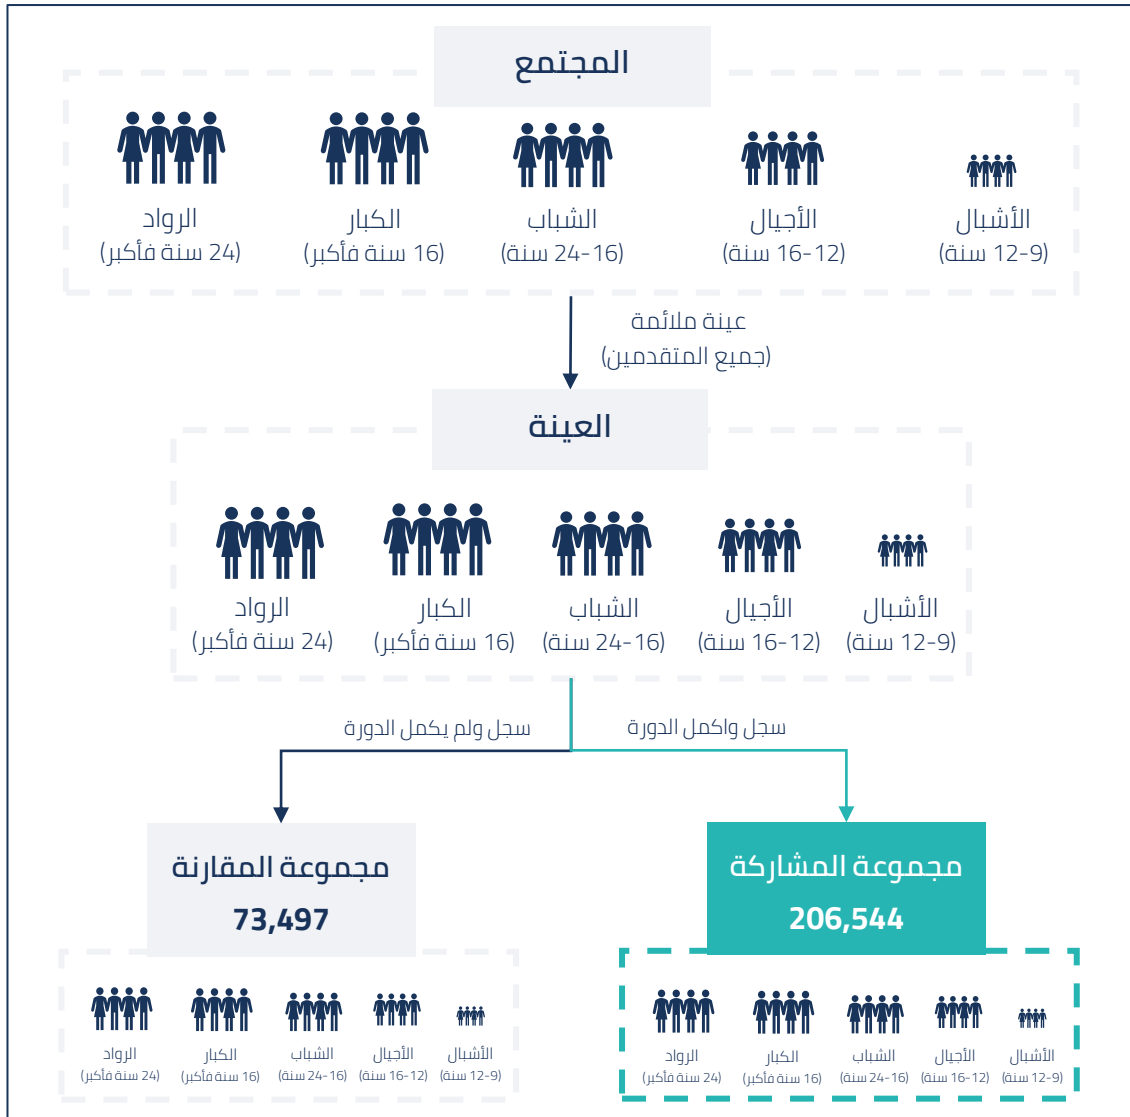 المجتمع
الأشبال
(9-12 سنة)
الأجيال
(12-16 سنة)
الشباب
(16-24 سنة)
الكبار
(16 سنة فأكبر)
الرواد
(24 سنة فأكبر)
عينة ملائمة
(جميع المتقدمين)
العينة
الأشبال
(9-12 سنة)
الأجيال
(12-16 سنة)
الشباب
(16-24 سنة)
الكبار
(16 سنة فأكبر)
الرواد
(24 سنة فأكبر)
سجل واكمل الدورة
سجل ولم يكمل الدورة
مجموعة المشاركة
206,544
الأشبال
(9-12 سنة)
الأجيال
(12-16 سنة)
الشباب
(16-24 سنة)
الكبار
(16 سنة فأكبر)
الرواد
(24 سنة فأكبر)
مجموعة المقارنة
73,497
الأشبال
(9-12 سنة)
الأجيال
(12-16 سنة)
الشباب
(16-24 سنة)
الكبار
(16 سنة فأكبر)
الرواد
(24 سنة فأكبر)